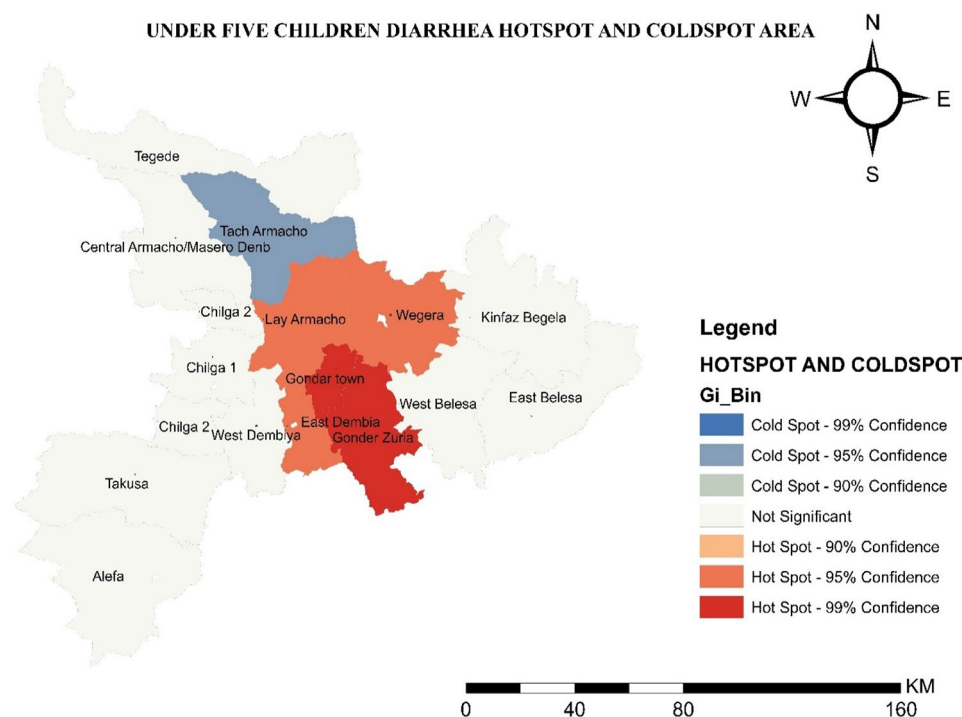 UNDER FIVE CHILDREN DIARRHEA HOTSPOT AND COLDSPOT AREA
N
W
E
S
Tegede
Tach Armacho
Central Armacho/Masero Denb
Chilga 2
Lay Armacho
Wegera
Kinfaz Begela
Chilga 1
Gondar town
West Belesa
East Belesa
Chilga 2
West Dembiya
East Dembia
Gonder Zuria
Takusa
Alefa
Legend
HOTSPOT AND COLDSPOT
Gi_Bin
Cold Spot - 99% Confidence
Cold Spot - 95% Confidence
Cold Spot - 90% Confidence
Not Significant
Hot Spot - 90% Confidence
Hot Spot - 95% Confidence
Hot Spot - 99% Confidence
KM
0 40 80 160